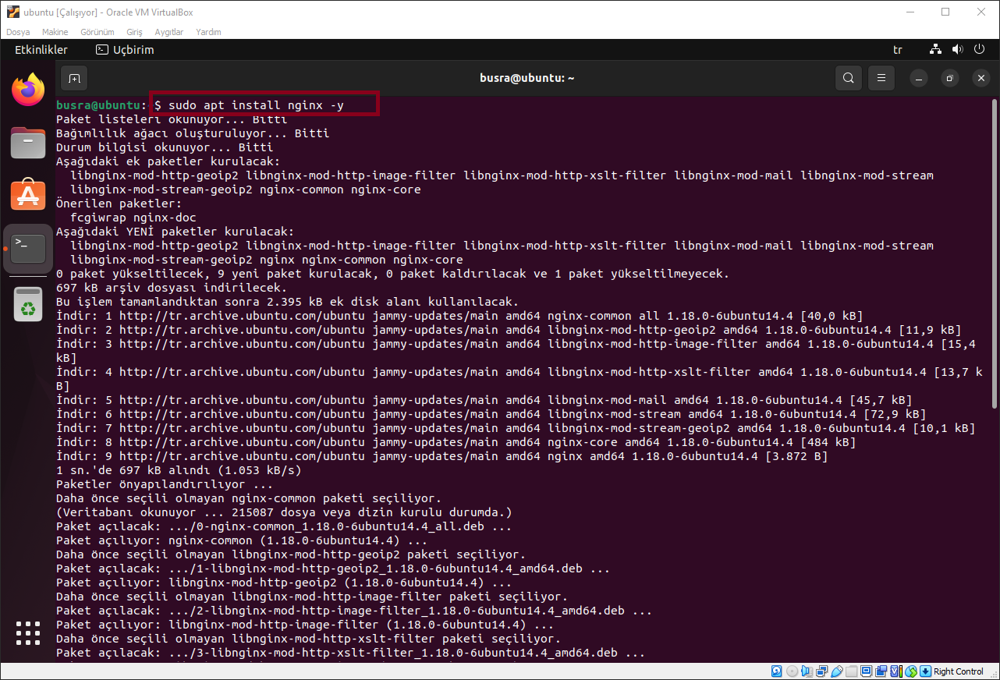 ubuntu [Çalışıyor] - Oracle VM VirtualBox
Dosya Makine Görünüm Giriş Aygıtlar Yardım
Etkinlikler Uçbirim tr
busra@ubuntu: ~
busra@ubuntu: $ sudo apt install nginx -y
Paket listeleri okunuyor... Bitti
Bağımlılık ağacı oluşturuluyor... Bitti
Durum bilgisi okunuyor... Bitti
Aşağıdaki ek paketler kurulacak:
libnginx-mod-http-geoip2 libnginx-mod-http-image-filter libnginx-mod-http-xslt-filter libnginx-mod-mail libnginx-mod-stream
libnginx-mod-stream-geoip2 nginx-common nginx-core
Önerilen paketler:
fcgiwrap nginx-doc
Aşağıdaki YENİ paketler kurulacak:
libnginx-mod-http-geoip2 libnginx-mod-http-image-filter libnginx-mod-http-xslt-filter libnginx-mod-mail libnginx-mod-stream
libnginx-mod-stream-geoip2 nginx nginx-common nginx-core
0 paket yükseltilecek, 9 yeni paket kurulacak, 0 paket kaldırılacak ve 1 paket yükseltilmeyecek.
697 kB arşiv dosyası indirilecek.
Bu işlem tamamlandıktan sonra 2.395 kB ek disk alanı kullanılacak.
İndir: 1 http://tr.archive.ubuntu.com/ubuntu jammy-updates/main amd64 nginx-common all 1.18.0-6ubuntu14.4 [40,0 kB]
İndir: 2 http://tr.archive.ubuntu.com/ubuntu jammy-updates/main amd64 libnginx-mod-http-geoip2 amd64 1.18.0-6ubuntu14.4 [11,9 kB]
İndir: 3 http://tr.archive.ubuntu.com/ubuntu jammy-updates/main amd64 libnginx-mod-http-image-filter amd64 1.18.0-6ubuntu14.4 [15,4
kB]
İndir: 4 http://tr.archive.ubuntu.com/ubuntu jammy-updates/main amd64 libnginx-mod-http-xslt-filter amd64 1.18.0-6ubuntu14.4 [13,7 k
B]
İndir: 5 http://tr.archive.ubuntu.com/ubuntu jammy-updates/main amd64 libnginx-mod-mail amd64 1.18.0-6ubuntu14.4 [45,7 kB]
İndir: 6 http://tr.archive.ubuntu.com/ubuntu jammy-updates/main amd64 libnginx-mod-stream amd64 1.18.0-6ubuntu14.4 [72,9 kB]
İndir: 7 http://tr.archive.ubuntu.com/ubuntu jammy-updates/main amd64 libnginx-mod-stream-geoip2 amd64 1.18.0-6ubuntu14.4 [10,1 kB]
İndir: 8 http://tr.archive.ubuntu.com/ubuntu jammy-updates/main amd64 nginx-core amd64 1.18.0-6ubuntu14.4 [484 kB]
İndir: 9 http://tr.archive.ubuntu.com/ubuntu jammy-updates/main amd64 nginx amd64 1.18.0-6ubuntu14.4 [3.872 B]
1 sn.'de 697 kB alındı (1.053 kB/s)
Paketler önyapılandırılıyor ...
Daha önce seçili olmayan nginx-common paketi seçiliyor.
(Veritabanı okunuyor ... 215087 dosya veya dizin kurulu durumda.)
Paket açılacak: .../0-nginx-common_1.18.0-6ubuntu14.4_all.deb ...
Paket açılıyor: nginx-common (1.18.0-6ubuntu14.4) ...
Daha önce seçili olmayan libnginx-mod-http-geoip2 paketi seçiliyor.
Paket açılacak: .../1-libnginx-mod-http-geoip2_1.18.0-6ubuntu14.4_amd64.deb ...
Paket açılıyor: libnginx-mod-http-geoip2 (1.18.0-6ubuntu14.4) ...
Daha önce seçili olmayan libnginx-mod-http-image-filter paketi seçiliyor.
Paket açılacak: .../2-libnginx-mod-http-image-filter_1.18.0-6ubuntu14.4_amd64.deb ...
Paket açılıyor: libnginx-mod-http-image-filter (1.18.0-6ubuntu14.4) ...
Daha önce seçili olmayan libnginx-mod-http-xslt-filter paketi seçiliyor.
Paket açılacak: .../3-libnginx-mod-http-xslt-filter_1.18.0-6ubuntu14.4_amd64.deb ...
Right Control